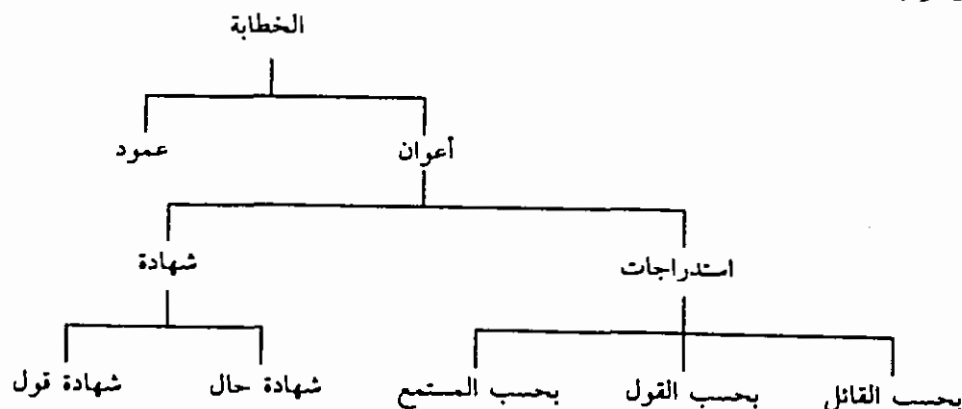 الخطابة
أعوان عمود
استدراجات شهادة
بحسب القائل بحسب القول بحسب المستمع شهادة حال شهادة قول